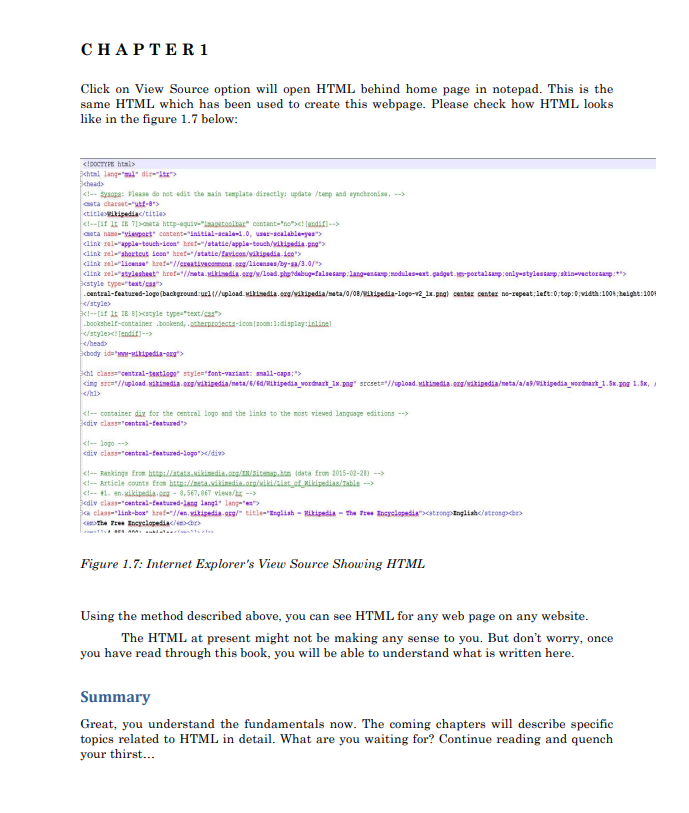 CHAPTER1
Click on View Source option will open HTML behind home page in notepad. This is the
same HTML which has been used to create this webpage. Please check how HTML looks
like in the figure 1.7 below:
<!DOCTYPE html>
<html lang="mul" dir="ltr">
<head>
<!-- Sysops: Please do not edit the main template directly; update /temp and synchronise. -->
<meta charset="utf-8">
<title>Wikipedia</title>
<!--[if lt IE 7]><meta http-equiv="imagetoolbar" content="no"><![endif]-->
<meta name="viewport" content="initial-scale=1.0, user-scalable=yes">
<link rel="apple-touch-icon" href="/static/apple-touch/wikipedia.png">
<link rel="shortcut icon" href="/static/favicon/wikipedia.ico">
<link rel="license" href="//creativecommons.org/licenses/by-sa/3.0/">
<link rel="stylesheet" href="//meta.wikimedia.org/w/load.php?debug=false&amp;lang=en&amp;modules=ext.gadget.wm-portal&amp;only=styles&amp;skin=vector&amp;*">
<style type="text/css">
.central-featured-logo{background:url(//upload.wikimedia.org/wikipedia/meta/0/08/Wikipedia-logo-v2_1x.png) center center no-repeat;left:0;top:0;width:100%;height:100%
</style>
<!--[if lt IE 8]><style type="text/css">
.bookshelf-container .bookend,.otherprojects-icon{zoom:1;display:inline}
</style><![endif]-->
</head>
<body id="www-wikipedia-org">
<h1 class="central-textlogo" style="font-variant: small-caps;">
<img src="//upload.wikimedia.org/wikipedia/meta/6/6d/Wikipedia_wordmark_1x.png" srcset="//upload.wikimedia.org/wikipedia/meta/a/a9/Wikipedia_wordmark_1.5x.png 1.5x, /
</h1>
<!-- container div for the central logo and the links to the most viewed language editions -->
<div class="central-featured">
<!-- logo -->
<div class="central-featured-logo"></div>
<!-- Rankings from http://stats.wikimedia.org/EN/Sitemap.htm (data from 2015-02-28) -->
<!-- Article counts from http://meta.wikimedia.org/wiki/List_of_Wikipedias/Table -->
<!-- #1. en.wikipedia.org - 8,567,867 views/hr -->
<div class="central-featured-lang lang1" lang="en">
<a class="link-box" href="//en.wikipedia.org/" title="English — Wikipedia — The Free Encyclopedia"><strong>English</strong><br>
<em>The Free Encyclopedia</em><br>
Figure 1.7: Internet Explorer's View Source Showing HTML
Using the method described above, you can see HTML for any web page on any website.
The HTML at present might not be making any sense to you. But don't worry, once
you have read through this book, you will be able to understand what is written here.
Summary
Great, you understand the fundamentals now. The coming chapters will describe specific
topics related to HTML in detail. What are you waiting for? Continue reading and quench
your thirst…